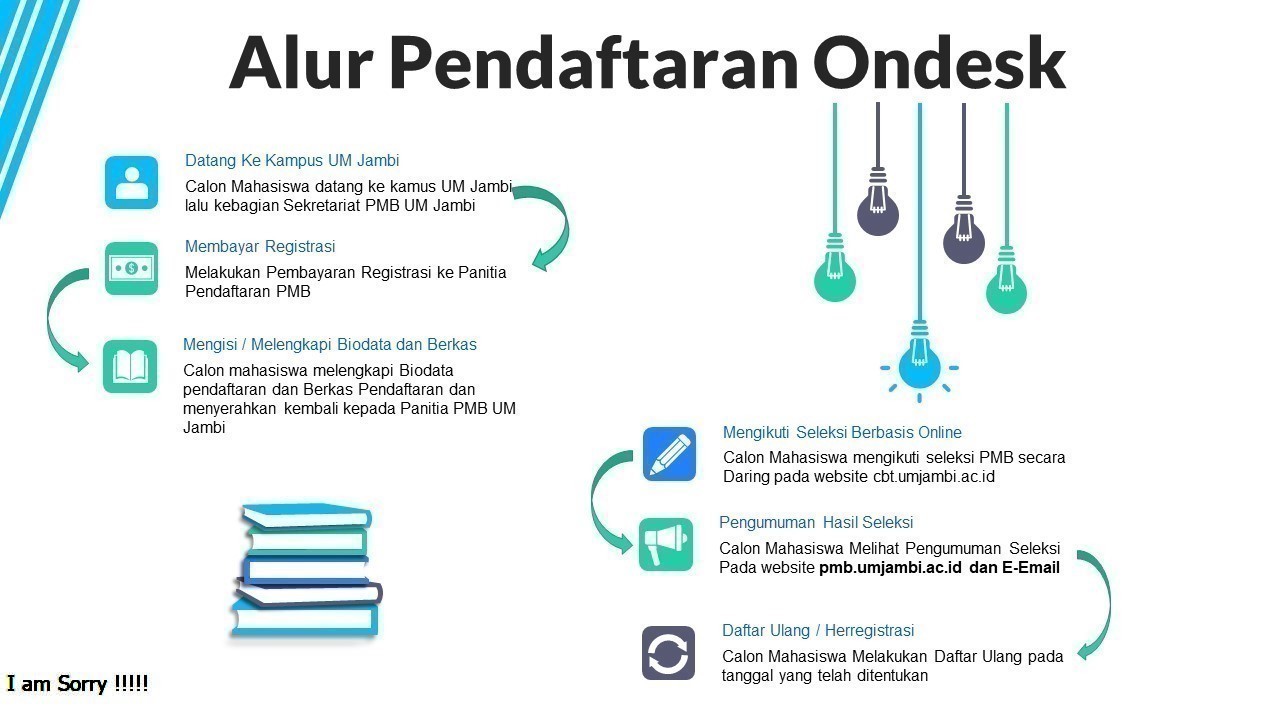 Alur Pendaftaran Ondesk
Datang Ke Kampus UM Jambi
Calon Mahasiswa datang ke kamus UM Jambi
lalu kebagian Sekretariat PMB UM Jambi
Membayar Registrasi
Melakukan Pembayaran Registrasi ke Panitia
Pendaftaran PMB
Mengisi / Melengkapi Biodata dan Berkas
Calon mahasiswa melengkapi Biodata
pendaftaran dan Berkas Pendaftaran dan
menyerahkan kembali kepada Panitia PMB UM
Jambi
Mengikuti Seleksi Berbasis Online
Calon Mahasiswa mengikuti seleksi PMB secara
Daring pada website cbt.umjambi.ac.id
Pengumuman Hasil Seleksi
Calon Mahasiswa Melihat Pengumuman Seleksi
Pada website pmb.umjambi.ac.id dan E-Email
Daftar Ulang / Herregistrasi
Calon Mahasiswa Melakukan Daftar Ulang pada
tanggal yang telah ditentukan
I am Sorry !!!!!